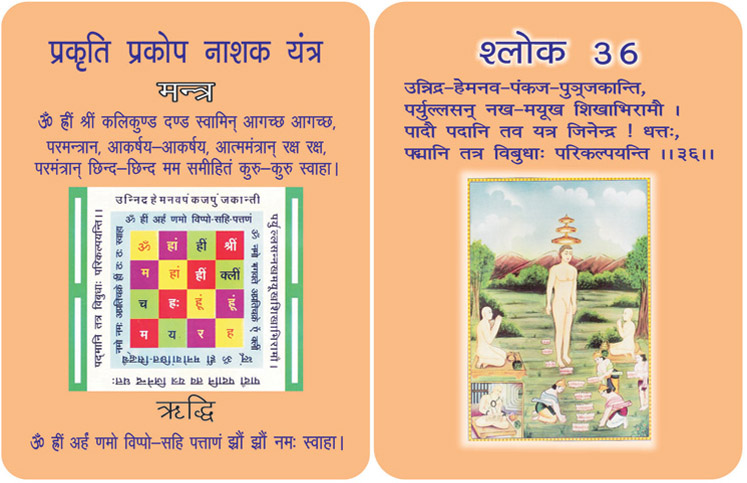 प्रकृति प्रकोप नाशक यंत्र
मन्त्र
ॐ ह्रीं श्रीं कलिकुण्ड दण्ड स्वामिन् आगच्छ आगच्छ,
परमन्त्रान, आकर्षय–आकर्षय, आत्ममंत्रान् रक्ष रक्ष,
परमंत्रान् छिन्द–छिन्द मम समीहितं कुरु–कुरु स्वाहा।
उन्निद्रहेमनवपंकजपुंजकान्ती
पर्युल्लसन्नखमयूखशिखाभिरामौ।
पादौ पदानि तव यत्र जिनेन्द्र धत्तः
पद्मानि तत्र विबुधाः परिकल्पयन्ति।।
ॐ ह्रीं अर्हं णमो विप्पो-सहि-पत्तणं
ॐ ह्रां ह्रीं श्रीं
म हां ह्रीं क्लीं
च हः हूं हूं
म य र ह
ऋद्धि
ॐ ह्रीं अर्हं णमो विप्पो–सहि पत्ताणं झ्रौं झ्रौं नमः स्वाहा।
श्लोक 36
उन्निद्र-हेमनव-पंकज-पुञ्जकान्ति,
पर्युल्लसन् नख-मयूख शिखाभिरामौ ।
पादौ पदानि तव यत्र जिनेन्द्र ! धत्तः,
पद्मानि तत्र विबुधाः परिकल्पयन्ति ।।३६।।